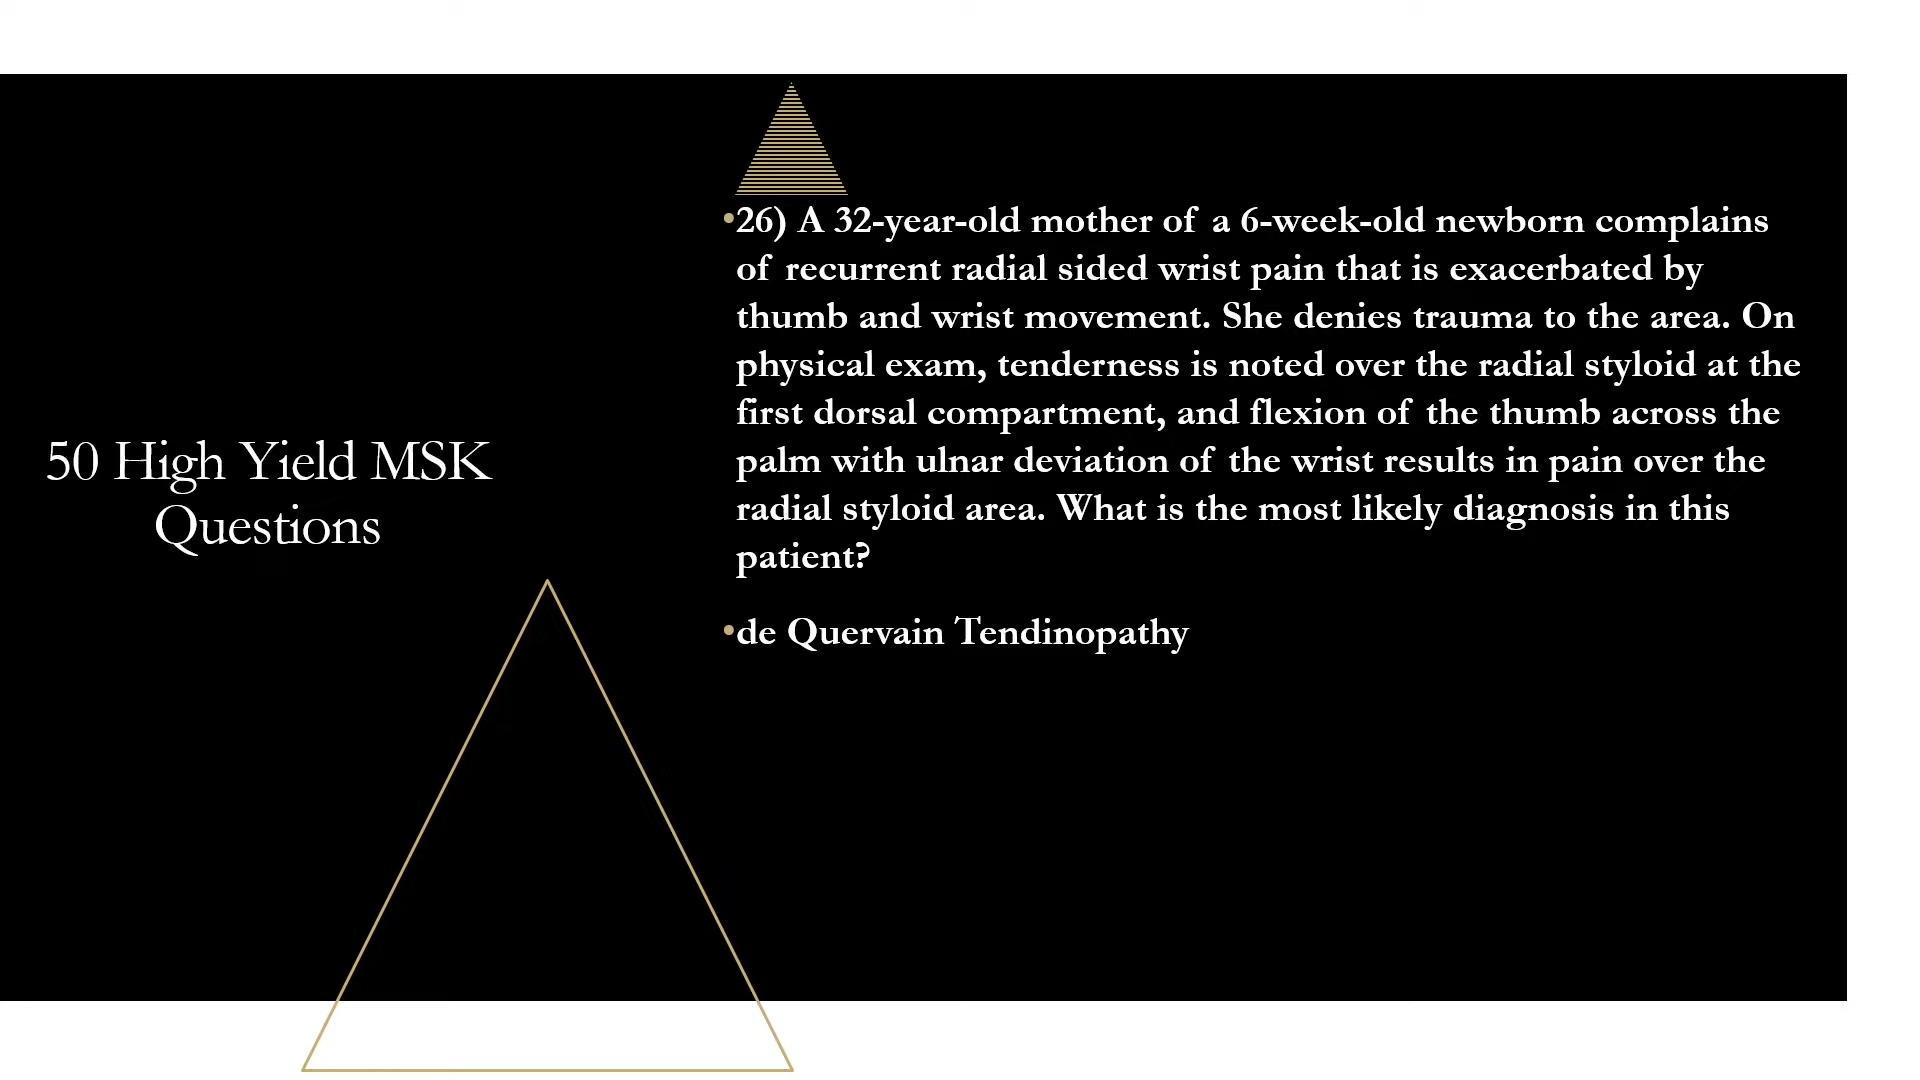 50 High Yield MSK
Questions
•26) A 32-year-old mother of a 6-week-old newborn complains
of recurrent radial sided wrist pain that is exacerbated by
thumb and wrist movement. She denies trauma to the area. On
physical exam, tenderness is noted over the radial styloid at the
first dorsal compartment, and flexion of the thumb across the
palm with ulnar deviation of the wrist results in pain over the
radial styloid area. What is the most likely diagnosis in this
patient?
•de Quervain Tendinopathy